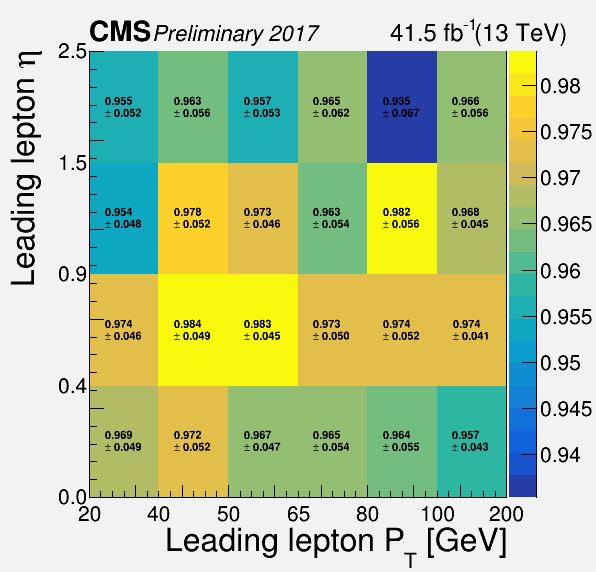 CMS Preliminary 2017 41.5 fb⁻¹(13 TeV)
Leading lepton η
2.5
1.5
0.9
0.4
0.0
0.955 0.963 0.957 0.965 0.935 0.966
± 0.052 ± 0.056 ± 0.053 ± 0.062 ± 0.067 ± 0.056
0.954 0.978 0.973 0.963 0.982 0.968
± 0.048 ± 0.052 ± 0.046 ± 0.054 ± 0.056 ± 0.045
0.974 0.984 0.983 0.973 0.974 0.974
± 0.046 ± 0.049 ± 0.045 ± 0.050 ± 0.052 ± 0.041
0.969 0.972 0.967 0.965 0.964 0.957
± 0.049 ± 0.052 ± 0.047 ± 0.054 ± 0.055 ± 0.043
20 40 50 65 80 100 200
Leading lepton P_T [GeV]
0.98
0.975
0.97
0.965
0.96
0.955
0.95
0.945
0.94